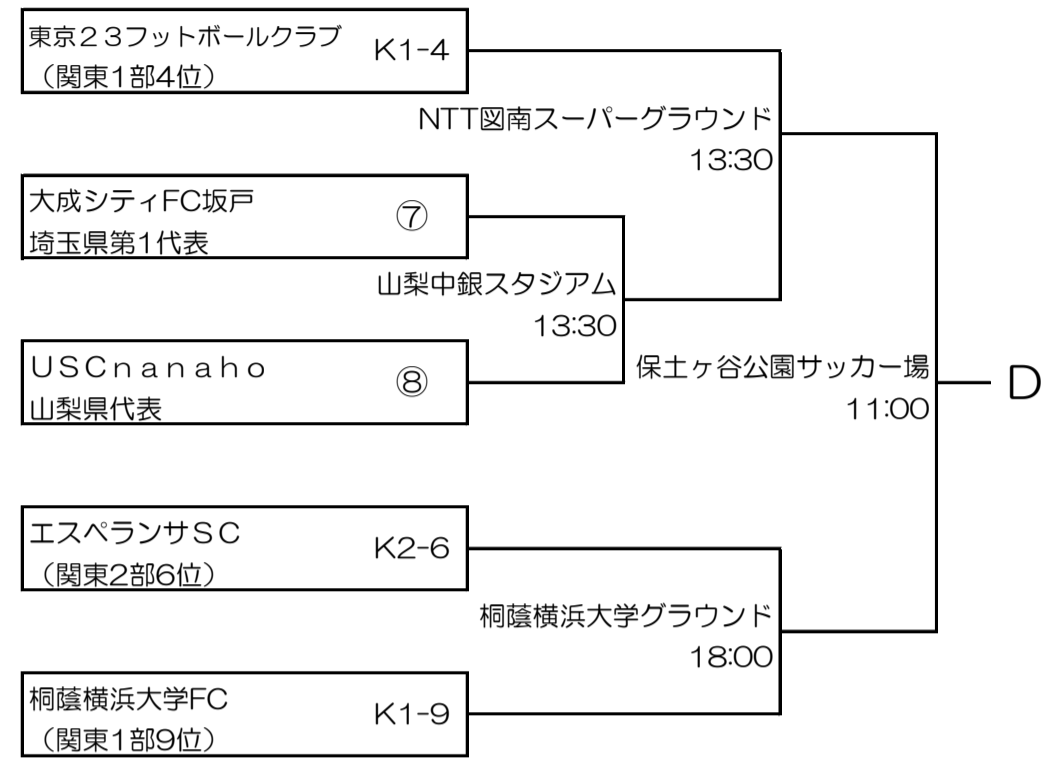 東京２３フットボールクラブ
（関東1部4位）
K1-4
NTT図南スーパーグラウンド
13:30
大成シティFC坂戸
埼玉県第1代表
⑦
山梨中銀スタジアム
13:30
ＵＳＣｎａｎａｈｏ
山梨県代表
⑧
保土ヶ谷公園サッカー場
11:00
D
エスペランサＳＣ
（関東2部6位）
K2-6
桐蔭横浜大学グラウンド
18:00
桐蔭横浜大学FC
（関東1部9位）
K1-9